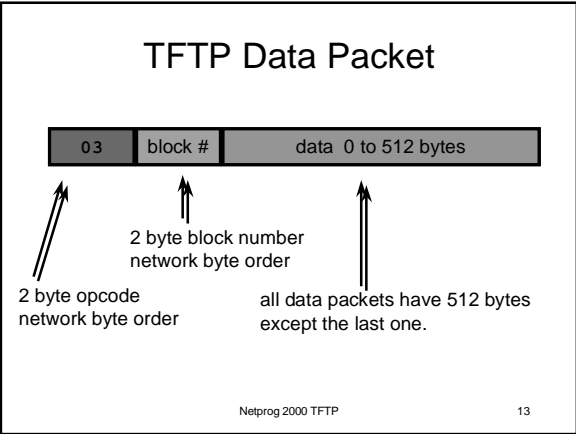 TFTP Data Packet
03 block # data 0 to 512 bytes
2 byte block number
network byte order
2 byte opcode
network byte order
all data packets have 512 bytes
except the last one.
Netprog 2000 TFTP 13